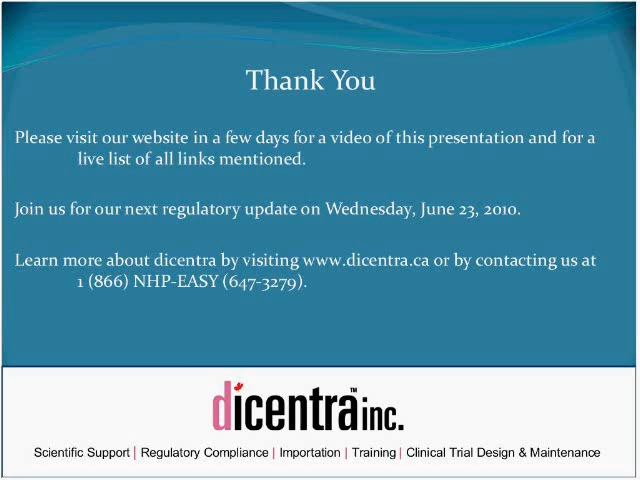 Thank You
Please visit our website in a few days for a video of this presentation and for a
live list of all links mentioned.
Join us for our next regulatory update on Wednesday, June 23, 2010.
Learn more about dicentra by visiting www.dicentra.ca or by contacting us at
1 (866) NHP-EASY (647-3279).
dicentra™ inc.
Scientific Support | Regulatory Compliance | Importation | Training | Clinical Trial Design & Maintenance